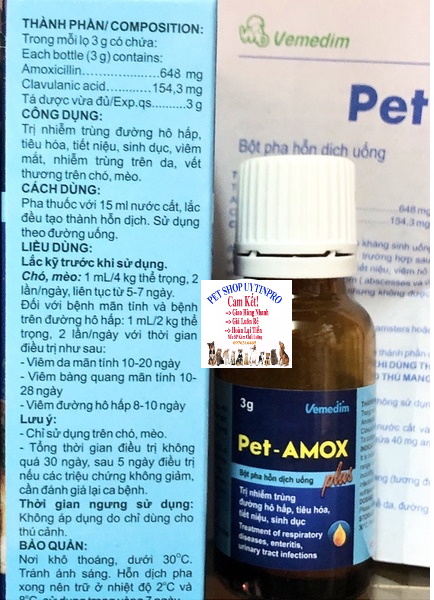 THÀNH PHẦN/ COMPOSITION:
Trong mỗi lọ 3 g có chứa:
Each bottle (3 g) contains:
Amoxicillin......................648 mg
Clavulanic acid............154,3 mg
Tá dược vừa đủ/Exp.qs..........3 g
CÔNG DỤNG:
Trị nhiễm trùng đường hô hấp,
tiêu hóa, tiết niệu, sinh dục, viêm
mắt, nhiễm trùng trên da, vết
thương trên chó, mèo.
CÁCH DÙNG:
Pha thuốc với 15 ml nước cất, lắc
đều tạo thành hỗn dịch. Sử dụng
theo đường uống.
LIỀU DÙNG:
Lắc kỹ trước khi sử dụng.
Chó, mèo: 1 mL/4 kg thể trọng, 2
lần/ngày, liên tục từ 5-7 ngày.
Đối với bệnh mãn tính và bệnh
trên đường hô hấp: 1 mL/2 kg thể
trọng, 2 lần/ngày với thời gian
điều trị như sau:
- Viêm da mãn tính 10-20 ngày
- Viêm bàng quang mãn tính 10-
28 ngày
- Viêm đường hô hấp 8-10 ngày
Lưu ý:
- Chỉ sử dụng trên chó, mèo.
- Tổng thời gian điều trị không
quá 30 ngày, sau 5 ngày điều trị
nếu các triệu chứng không giảm,
cần đánh giá lại ca bệnh.
Thời gian ngưng sử dụng:
Không áp dụng do chỉ dùng cho
thú cảnh.
BẢO QUẢN:
Nơi khô thoáng, dưới 30°C.
Tránh ánh sáng. Hỗn dịch pha
xong nên trữ ở nhiệt độ 2°C và
8°C, sử dụng trong vòng 7 ngày
Vemedim
Pet-
Bột pha hỗn dịch uống
648 mg
154,3 mg
PET SHOP UYTINPRO
Cam Kết!
Giao Hàng Nhanh
Giá Luôn Rẻ
Hoàn Lại Tiền
3g
Vemedim
Pet-AMOX
plus
Bột pha hỗn dịch uống
Trị nhiễm trùng
đường hô hấp, tiêu hóa,
tiết niệu, sinh dục
Treatment of respiratory
diseases, enteritis,
urinary tract infections